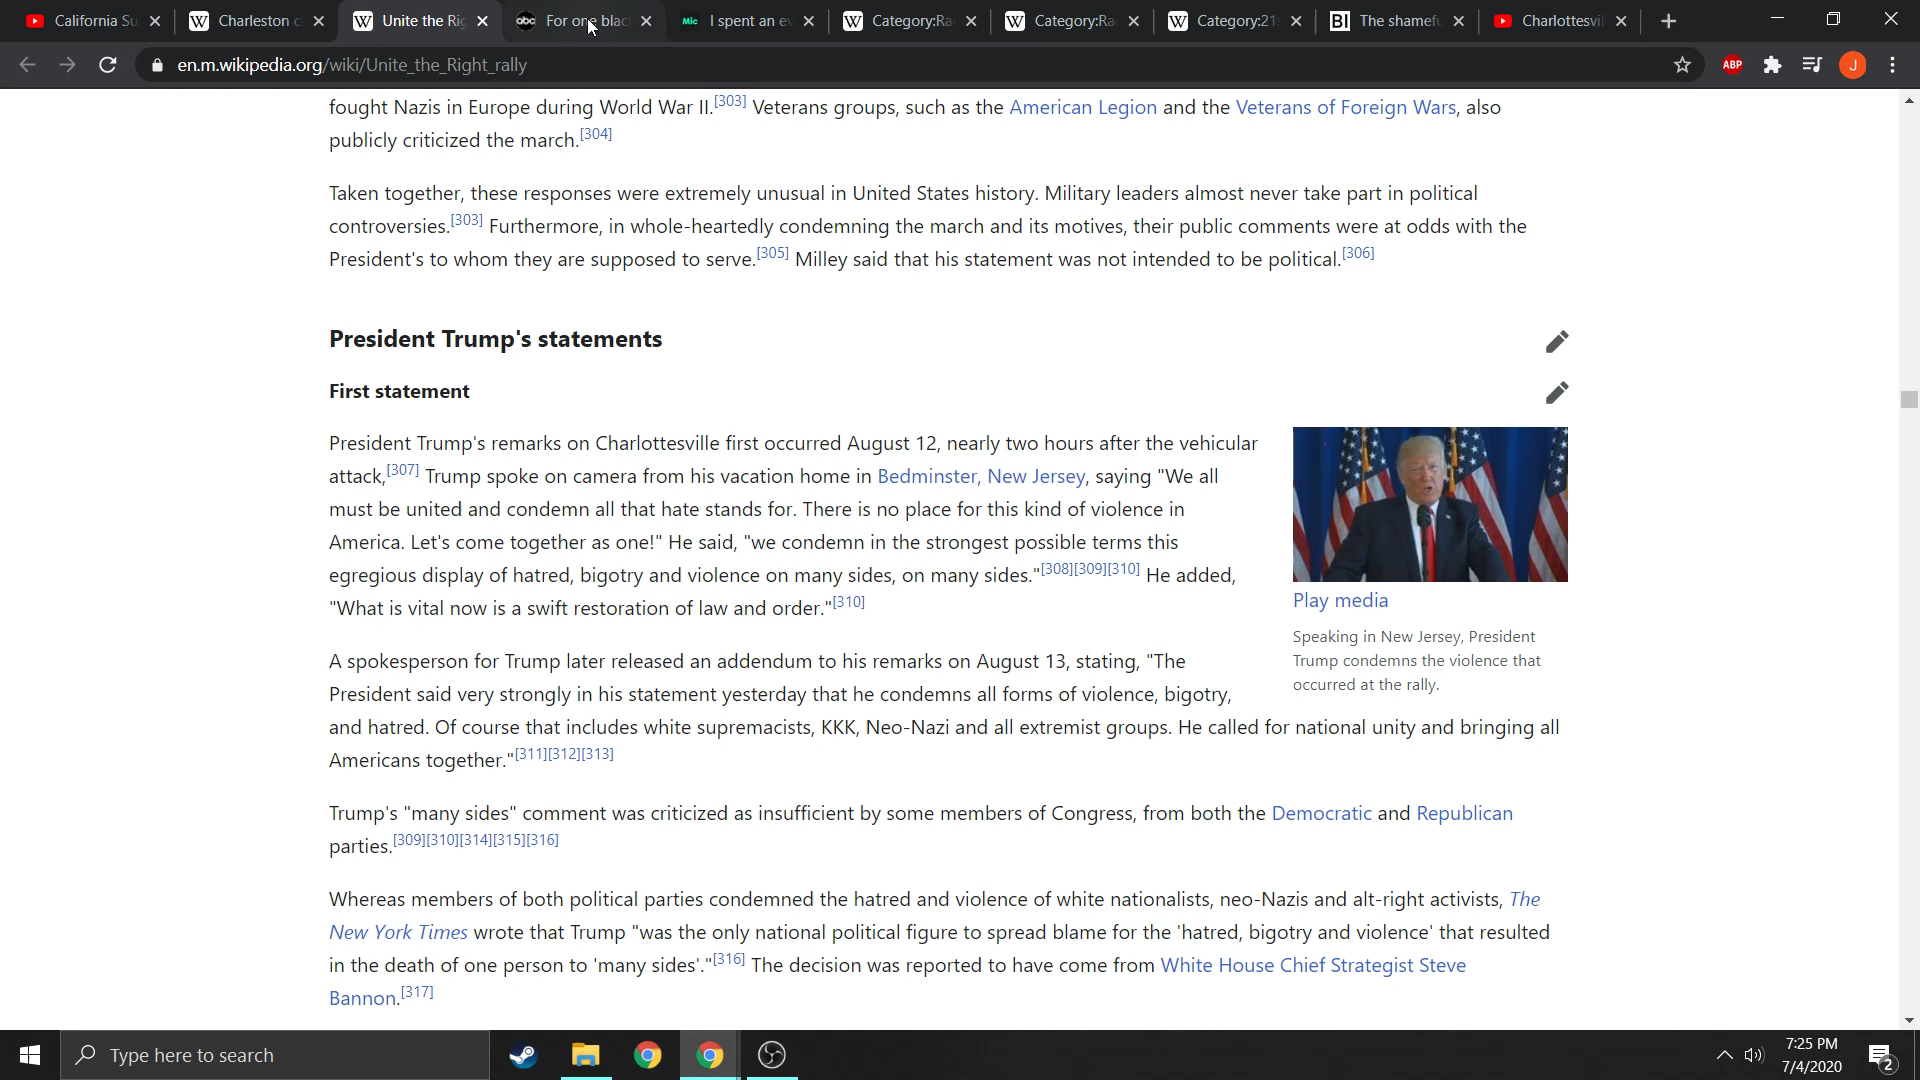 California Su
Charleston c
Unite the Rig
abc For one blac
Mic I spent an ev
Category:Ra
Category:Ra
Category:21
BI The shamefu
Charlottesvil
en.m.wikipedia.org/wiki/Unite_the_Right_rally
ABP
J
fought Nazis in Europe during World War II.[303] Veterans groups, such as the American Legion and the Veterans of Foreign Wars, also
publicly criticized the march.[304]
Taken together, these responses were extremely unusual in United States history. Military leaders almost never take part in political
controversies.[303] Furthermore, in whole-heartedly condemning the march and its motives, their public comments were at odds with the
President's to whom they are supposed to serve.[305] Milley said that his statement was not intended to be political.[306]
President Trump's statements
First statement
President Trump's remarks on Charlottesville first occurred August 12, nearly two hours after the vehicular
attack,[307] Trump spoke on camera from his vacation home in Bedminster, New Jersey, saying "We all
must be united and condemn all that hate stands for. There is no place for this kind of violence in
America. Let's come together as one!" He said, "we condemn in the strongest possible terms this
egregious display of hatred, bigotry and violence on many sides, on many sides."[308][309][310] He added,
"What is vital now is a swift restoration of law and order."[310]
Play media
Speaking in New Jersey, President
Trump condemns the violence that
occurred at the rally.
A spokesperson for Trump later released an addendum to his remarks on August 13, stating, "The
President said very strongly in his statement yesterday that he condemns all forms of violence, bigotry,
and hatred. Of course that includes white supremacists, KKK, Neo-Nazi and all extremist groups. He called for national unity and bringing all
Americans together."[311][312][313]
Trump's "many sides" comment was criticized as insufficient by some members of Congress, from both the Democratic and Republican
parties.[309][310][314][315][316]
Whereas members of both political parties condemned the hatred and violence of white nationalists, neo-Nazis and alt-right activists, The
New York Times wrote that Trump "was the only national political figure to spread blame for the 'hatred, bigotry and violence' that resulted
in the death of one person to 'many sides'."[316] The decision was reported to have come from White House Chief Strategist Steve
Bannon.[317]
Type here to search
7:25 PM
7/4/2020
2